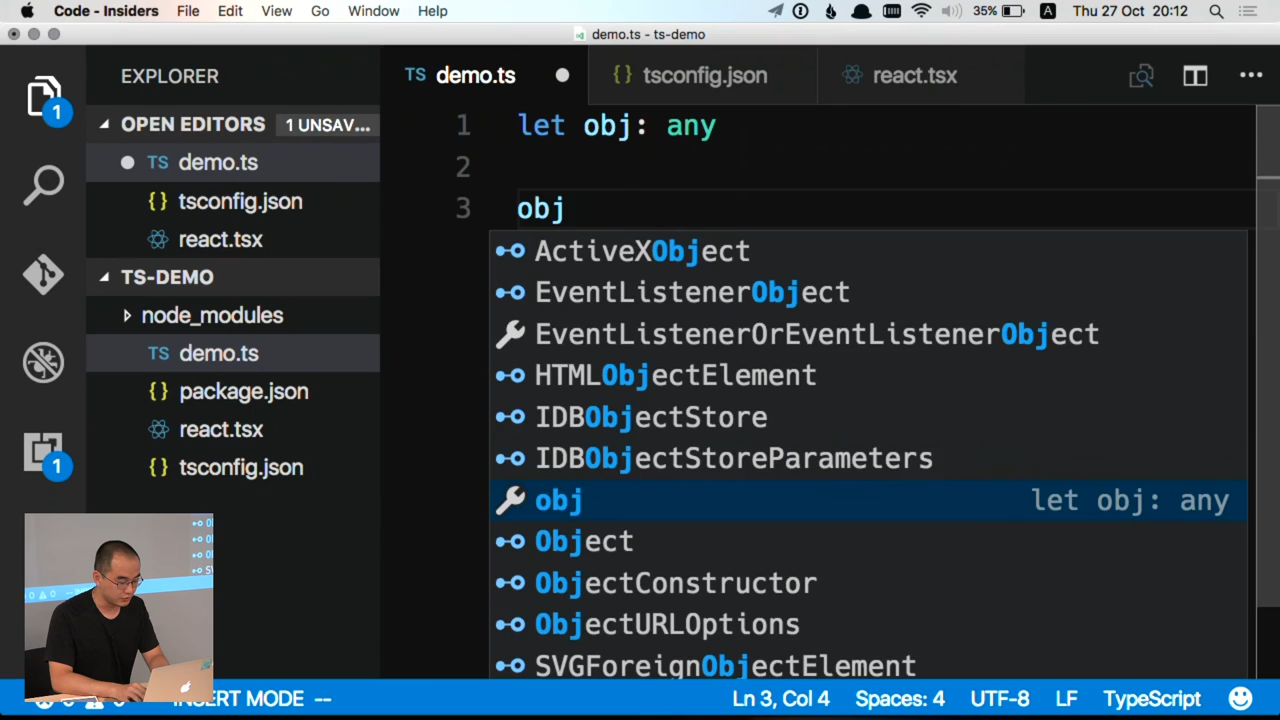 Code - Insiders File Edit View Go Window Help 35% A Thu 27 Oct 20:12
demo.ts - ts-demo
EXPLORER
OPEN EDITORS 1 UNSAV...
TS demo.ts
{} tsconfig.json
react.tsx
TS-DEMO
node_modules
TS demo.ts
{} package.json
react.tsx
{} tsconfig.json
1
1
TS demo.ts {} tsconfig.json react.tsx
1 let obj: any
2
3 obj
ActiveXObject
EventListenerObject
EventListenerOrEventListenerObject
HTMLObjectElement
IDBObjectStore
IDBObjectStoreParameters
obj let obj: any
Object
ObjectConstructor
ObjectURLOptions
SVGForeignObjectElement
INSERT MODE -- Ln 3, Col 4 Spaces: 4 UTF-8 LF TypeScript